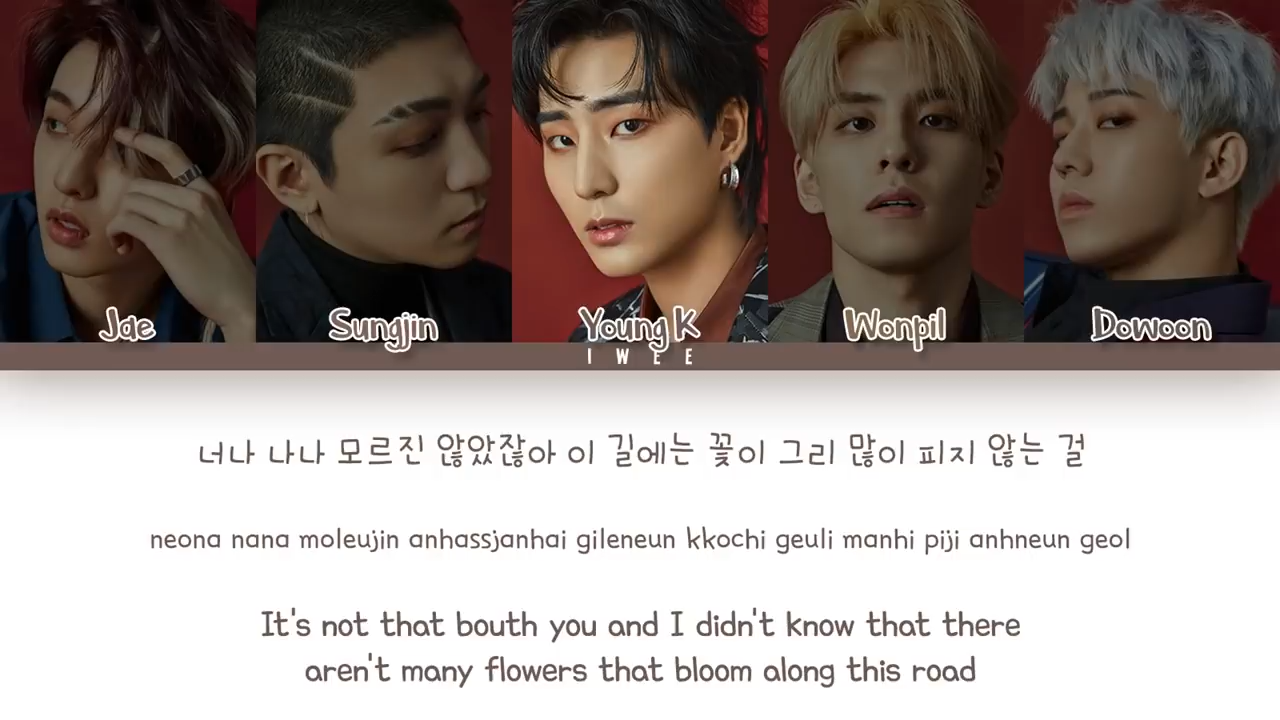 Jae
Sungjin
Young K
Wonpil
Dowoon
IWEE
너나 나나 모르진 않았잖아 이 길에는 꽃이 그리 많이 피지 않는 걸
neona nana moleujin anhassjanhai gileneun kkochi geuli manhi piji anhneun geol
It's not that bouth you and I didn't know that there
aren't many flowers that bloom along this road